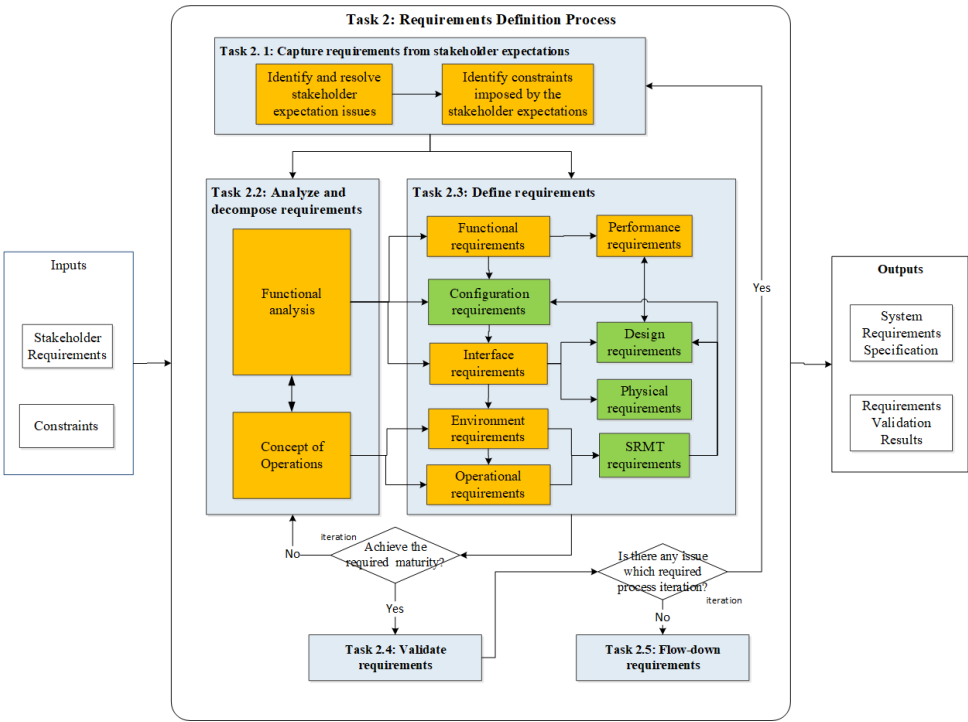 Task 2: Requirements Definition Process
Task 2. 1: Capture requirements from stakeholder expectations
Identify and resolve
stakeholder
expectation issues
Identify constraints
imposed by the
stakeholder expectations
Task 2.2: Analyze and
decompose requirements
Functional
analysis
Concept of
Operations
Task 2.3: Define requirements
Functional
requirements
Performance
requirements
Configuration
requirements
Interface
requirements
Design
requirements
Physical
requirements
Environment
requirements
Operational
requirements
SRMT
requirements
Inputs
Stakeholder
Requirements
Constraints
Yes
Outputs
System
Requirements
Specification
Requirements
Validation
Results
iteration
No
Achieve the
required maturity?
Yes
Is there any issue
which required
process iteration?
iteration
No
Task 2.4: Validate
requirements
Task 2.5: Flow-down
requirements